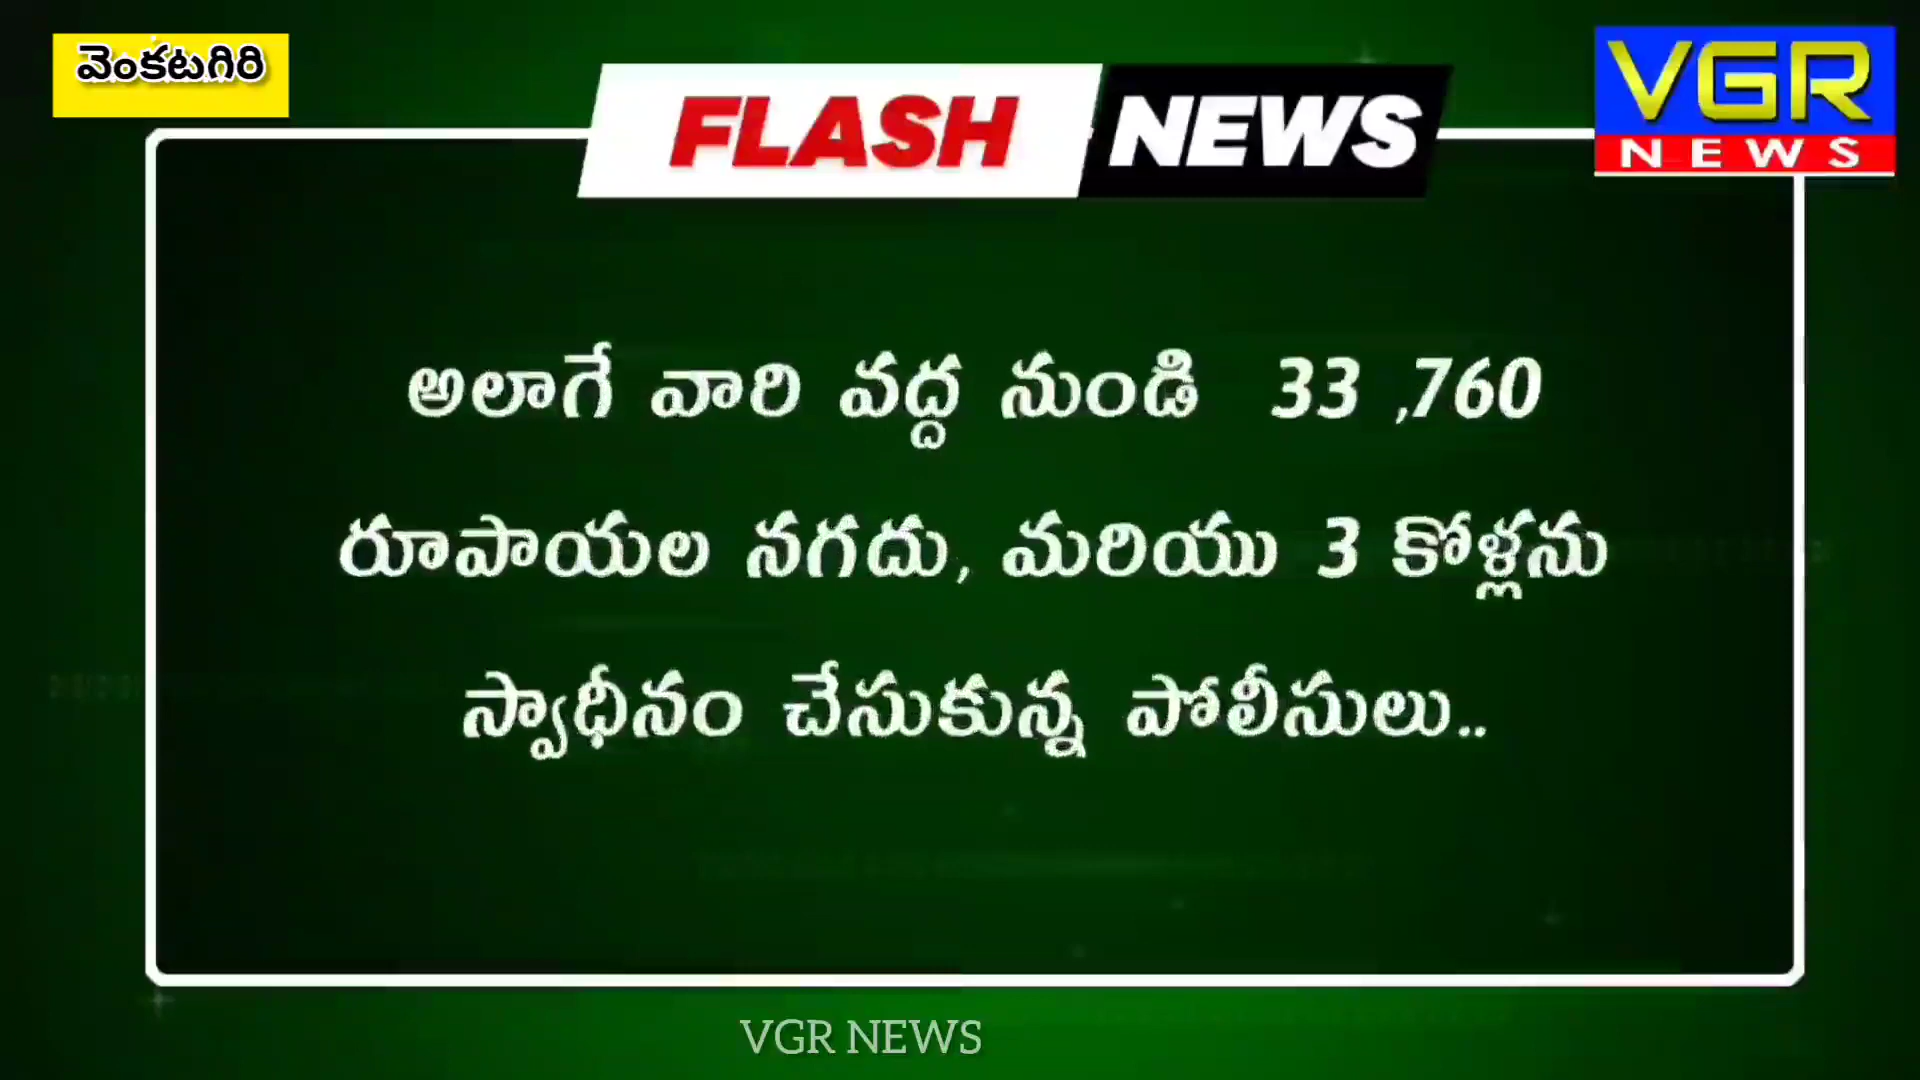 వెంకటగిరి
FLASH NEWS
VGR
NEWS
అలాగే వారి వద్ద నుండి 33 ,760
రూపాయల నగదు, మరియు 3 కోళ్లను
స్వాధీనం చేసుకున్న పోలీసులు..
VGR NEWS